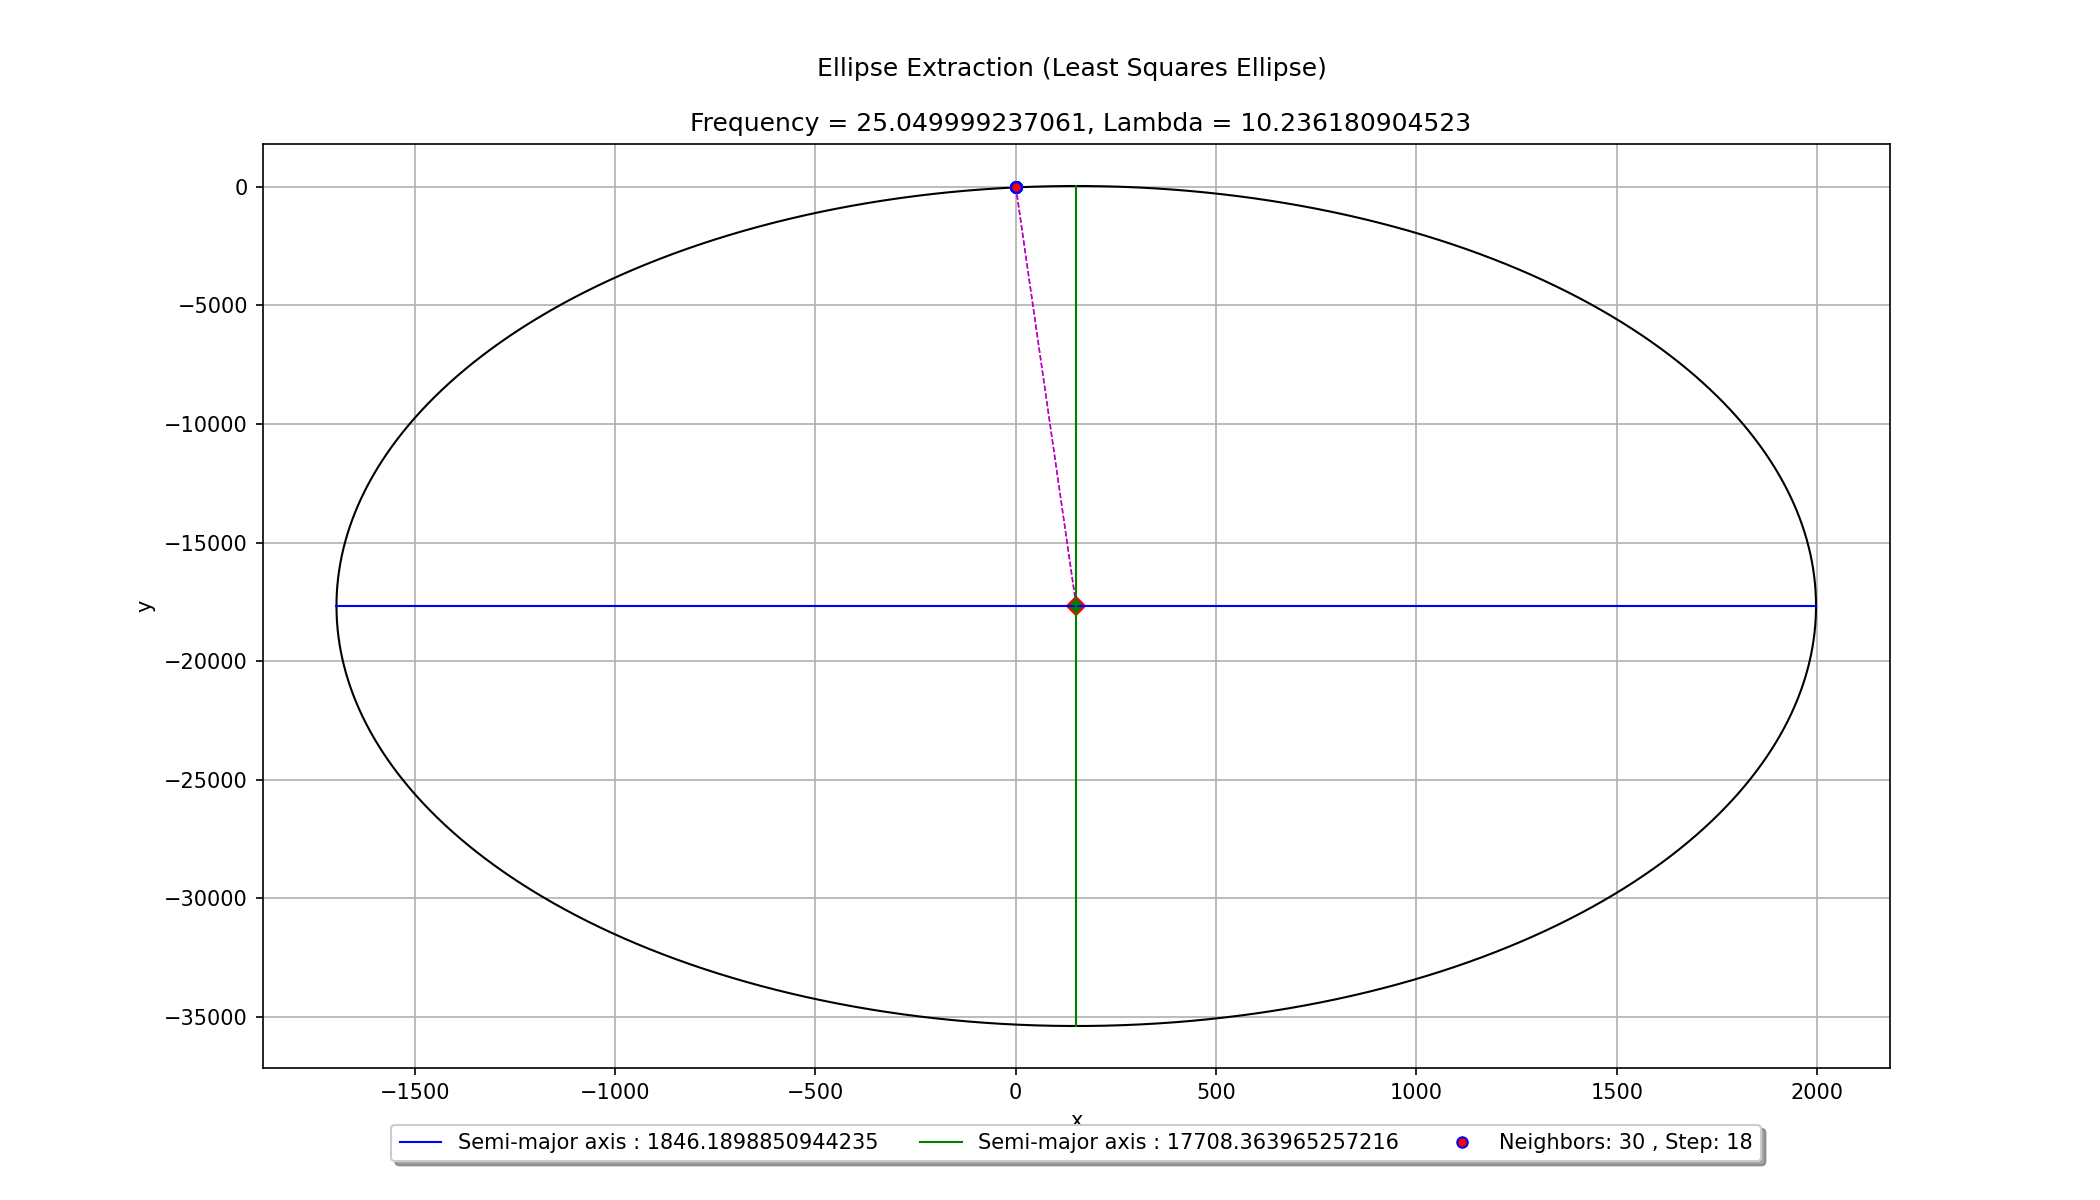 Ellipse Extraction (Least Squares Ellipse)
Frequency = 25.049999237061, Lambda = 10.236180904523
0
−5000
−10000
−15000
−20000
−25000
−30000
−35000
y
−1500 −1000 −500 0 500 1000 1500 2000
x
Semi-major axis : 1846.1898850944235 Semi-major axis : 17708.363965257216 Neighbors: 30 , Step: 18